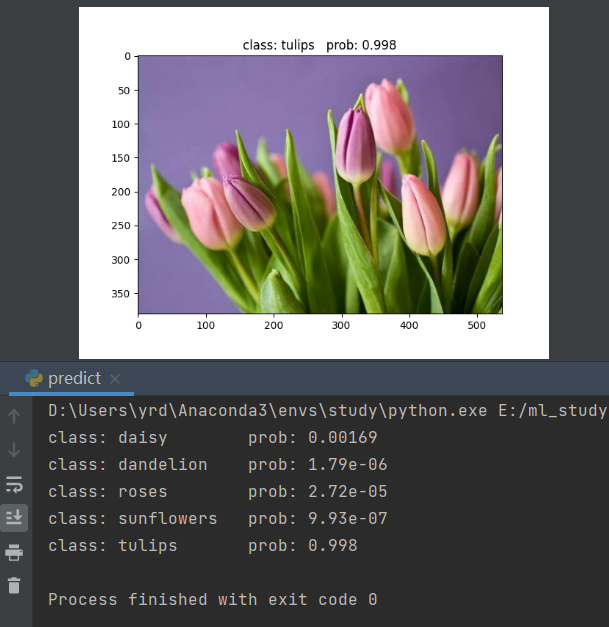 class: tulips   prob: 0.998
0
50
100
150
200
250
300
350
0 100 200 300 400 500
predict
D:\Users\yrd\Anaconda3\envs\study\python.exe E:/ml_study
class: daisy        prob: 0.00169
class: dandelion    prob: 1.79e-06
class: roses        prob: 2.72e-05
class: sunflowers   prob: 9.93e-07
class: tulips       prob: 0.998
Process finished with exit code 0